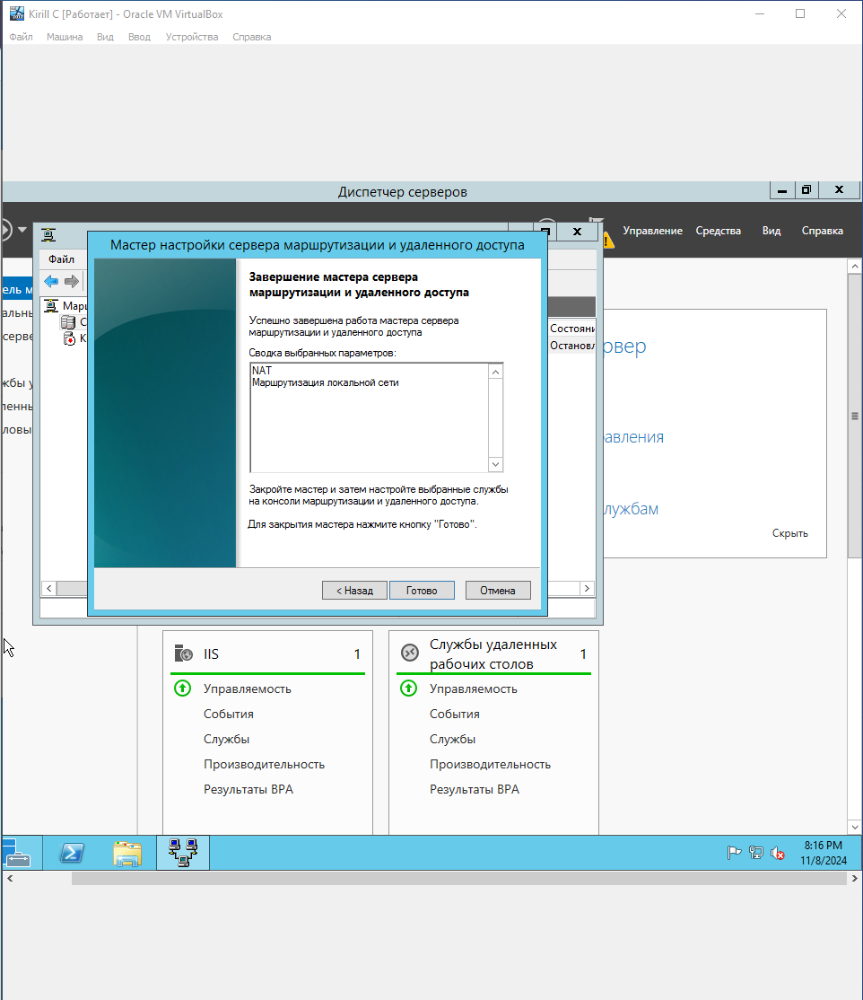 Kirill C [Работает] - Oracle VM VirtualBox
Файл Машина Вид Ввод Устройства Справка
Диспетчер серверов
Управление Средства Вид Справка
Мастер настройки сервера маршрутизации и удаленного доступа
Файл
Завершение мастера сервера
маршрутизации и удаленного доступа
Успешно завершена работа мастера сервера
маршрутизации и удаленного доступа
Сводка выбранных параметров:
NAT
Маршрутизация локальной сети
Закройте мастер и затем настройте выбранные службы
на консоли маршрутизации и удаленного доступа.
Для закрытия мастера нажмите кнопку "Готово".
< Назад Готово Отмена
ель м
альны
серве
жбы у
ленны
ловы
Марш
С
К
Состояни
Остановл
рвер
равления
лужбам
Скрыть
IIS 1
Управляемость
События
Службы
Производительность
Результаты BPA
Службы удаленных
рабочих столов 1
Управляемость
События
Службы
Производительность
Результаты BPA
8:16 PM
11/8/2024